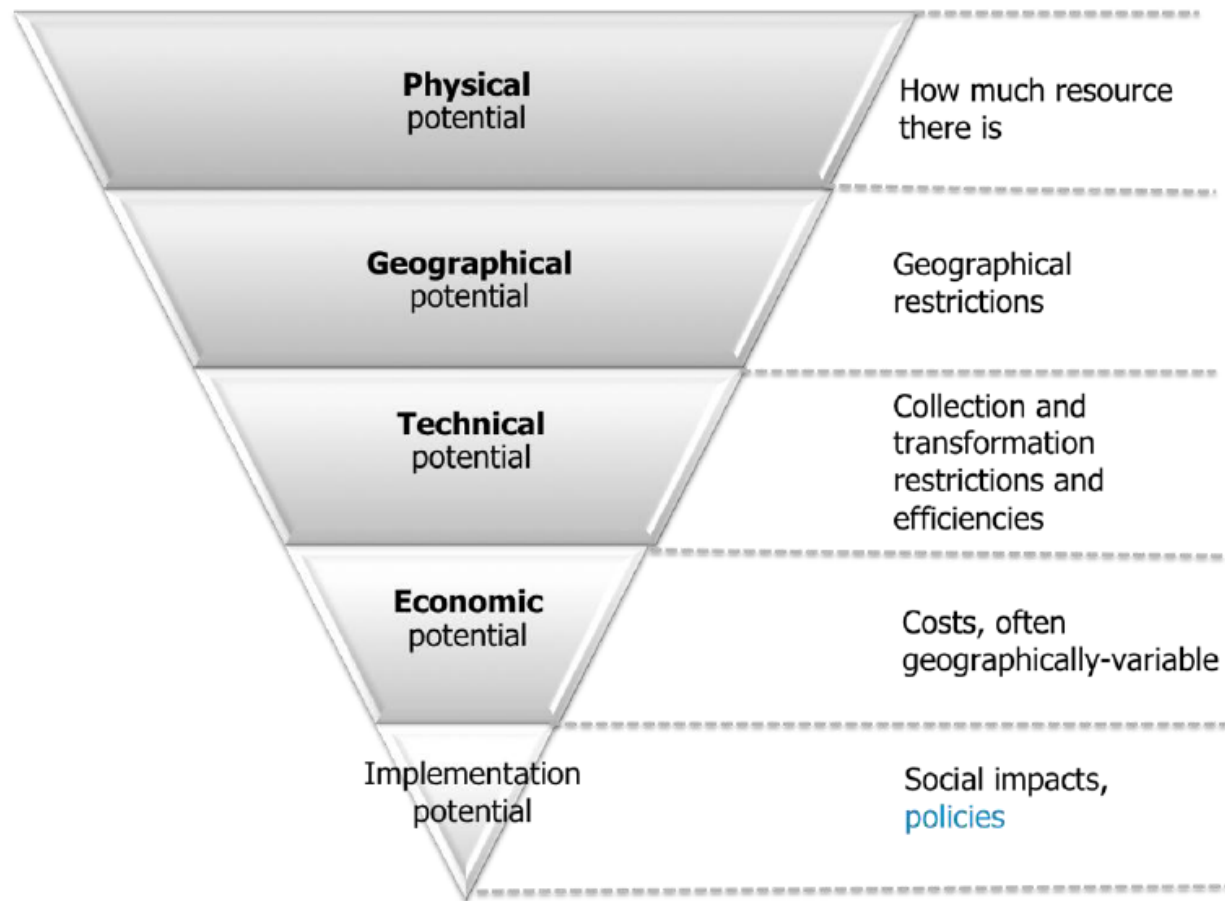 Physical
potential
How much resource
there is
Geographical
potential
Geographical
restrictions
Technical
potential
Collection and
transformation
restrictions and
efficiencies
Economic
potential
Costs, often
geographically-variable
Implementation
potential
Social impacts,
policies